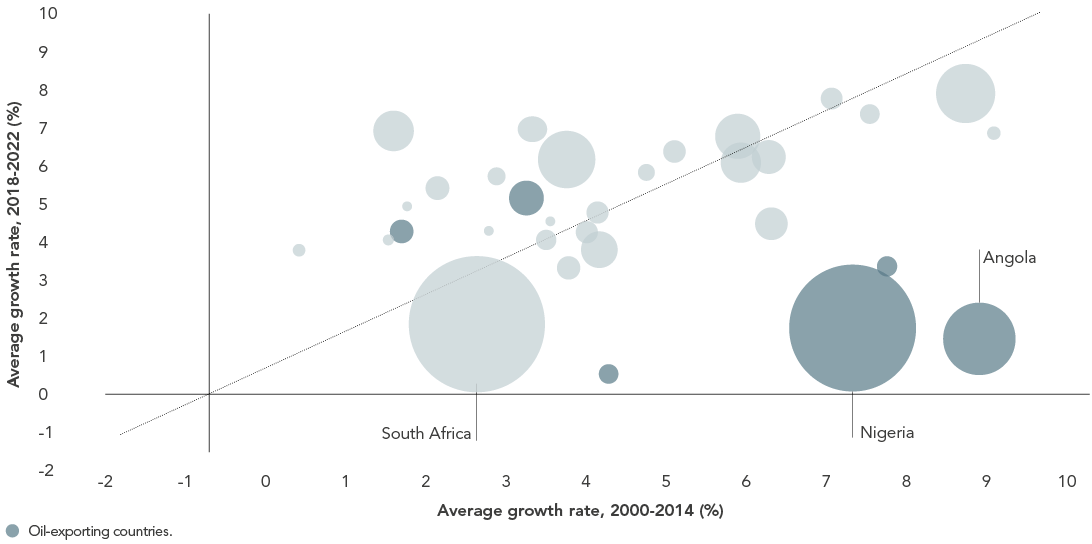 10
9
8
7
6
5
4
3
2
1
0
-1
-2
Average growth rate, 2018-2022 (%)
Angola
South Africa
Nigeria
-2 -1 0 1 2 3 4 5 6 7 8 9 10
Average growth rate, 2000-2014 (%)
Oil-exporting countries.